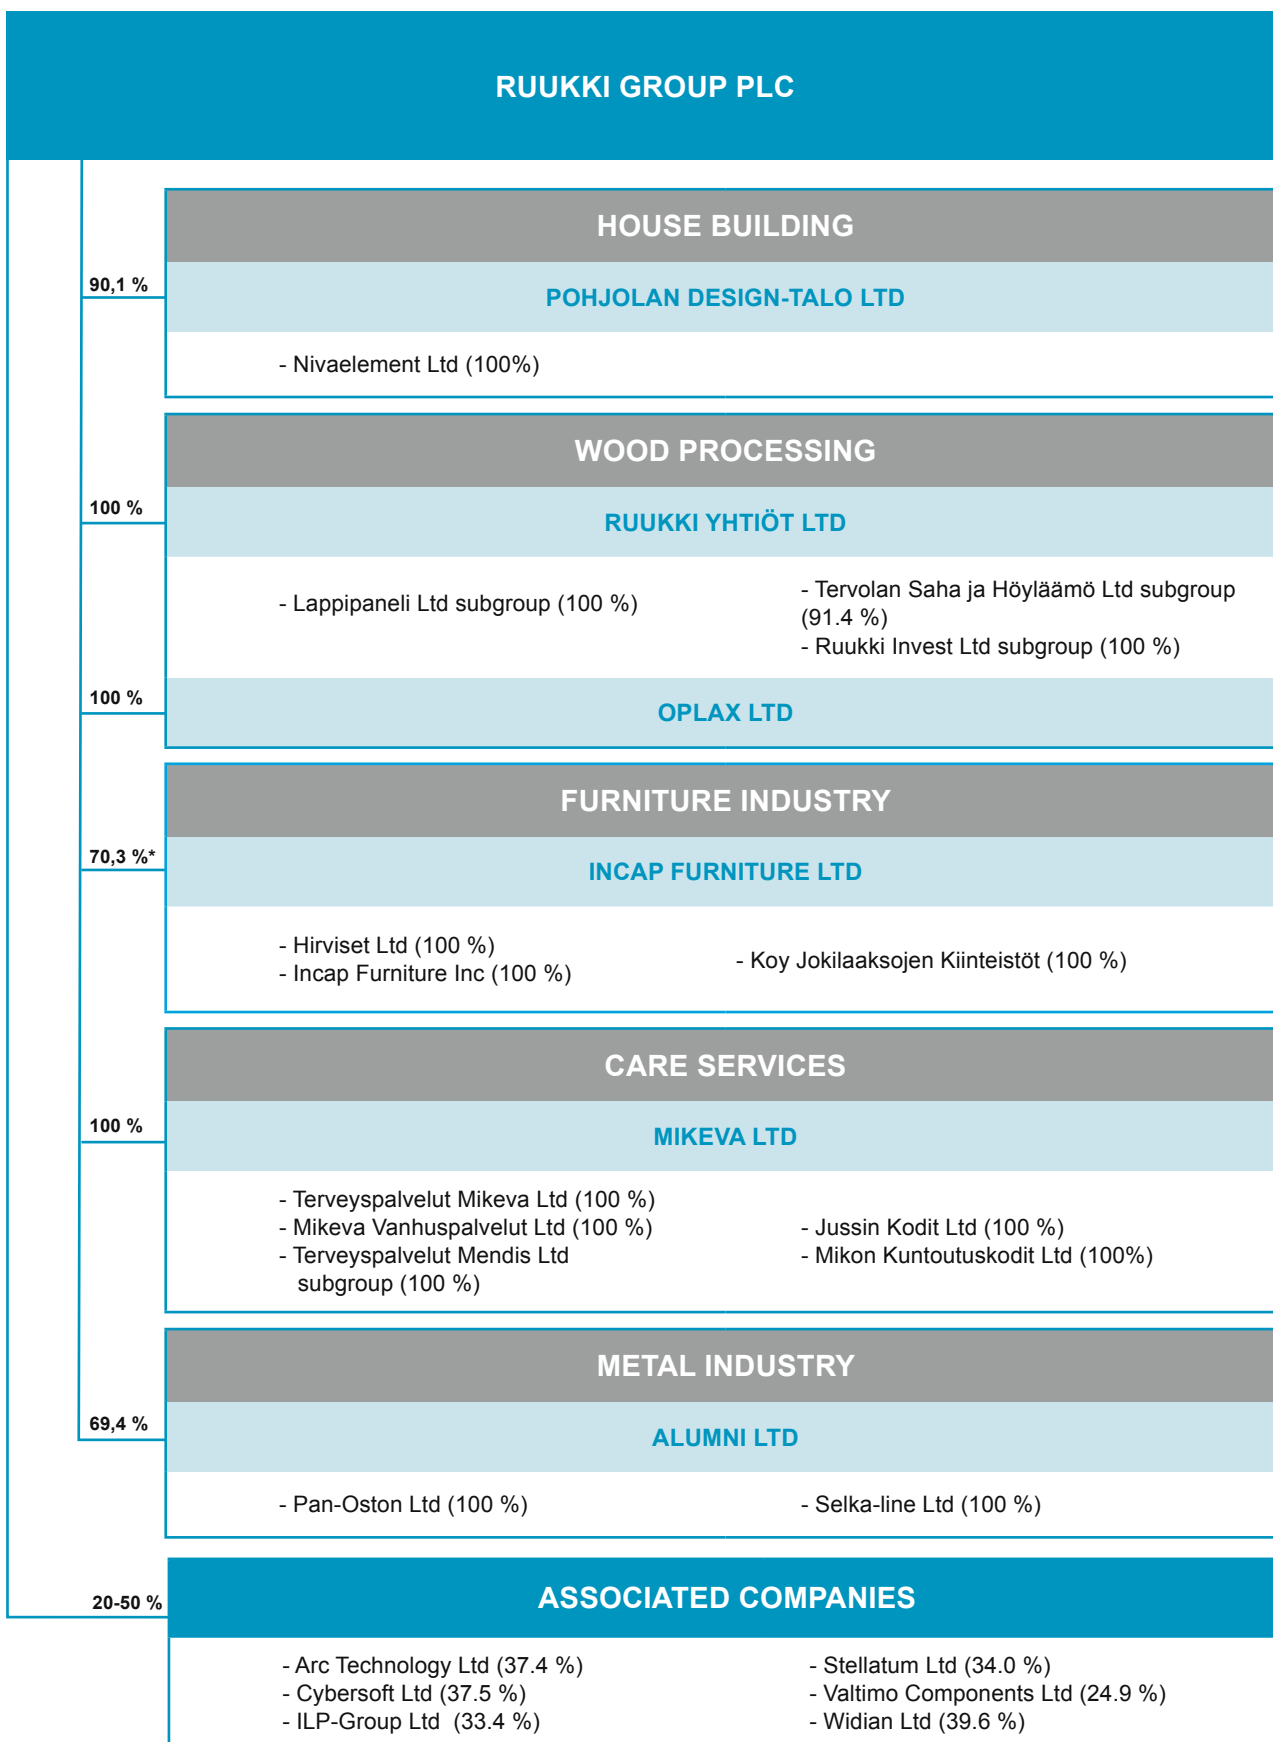 RUUKKI GROUP PLC
HOUSE BUILDING
90,1 %
POHJOLAN DESIGN-TALO LTD
- Nivaelement Ltd (100%)
WOOD PROCESSING
100 %
RUUKKI YHTIÖT LTD
- Lappipaneli Ltd subgroup (100 %)
- Tervolan Saha ja Höyläämö Ltd subgroup
(91.4 %)
- Ruukki Invest Ltd subgroup (100 %)
100 %
OPLAX LTD
FURNITURE INDUSTRY
70,3 %*
INCAP FURNITURE LTD
- Hirviset Ltd (100 %)
- Incap Furniture Inc (100 %)
- Koy Jokilaaksojen Kiinteistöt (100 %)
CARE SERVICES
100 %
MIKEVA LTD
- Terveyspalvelut Mikeva Ltd (100 %)
- Mikeva Vanhuspalvelut Ltd (100 %)
- Terveyspalvelut Mendis Ltd
subgroup (100 %)
- Jussin Kodit Ltd (100 %)
- Mikon Kuntoutuskodit Ltd (100%)
METAL INDUSTRY
69,4 %
ALUMNI LTD
- Pan-Oston Ltd (100 %)
- Selka-line Ltd (100 %)
20-50 %
ASSOCIATED COMPANIES
- Arc Technology Ltd (37.4 %)
- Cybersoft Ltd (37.5 %)
- ILP-Group Ltd  (33.4 %)
- Stellatum Ltd (34.0 %)
- Valtimo Components Ltd (24.9 %)
- Widian Ltd (39.6 %)